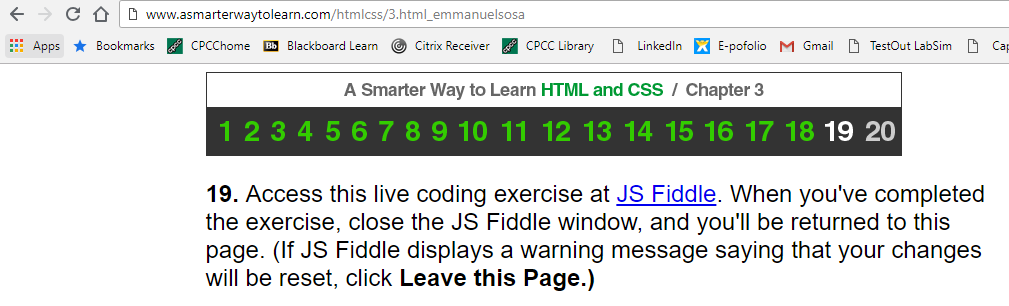 www.asmarterwaytolearn.com/htmlcss/3.html_emmanuelsosa
Apps Bookmarks CPCChome Bb Blackboard Learn Citrix Receiver CPCC Library LinkedIn E-pofolio Gmail TestOut LabSim Cap
A Smarter Way to Learn HTML and CSS / Chapter 3
1 2 3 4 5 6 7 8 9 10 11 12 13 14 15 16 17 18 19 20
19. Access this live coding exercise at JS Fiddle. When you've completed
the exercise, close the JS Fiddle window, and you'll be returned to this
page. (If JS Fiddle displays a warning message saying that your changes
will be reset, click Leave this Page.)